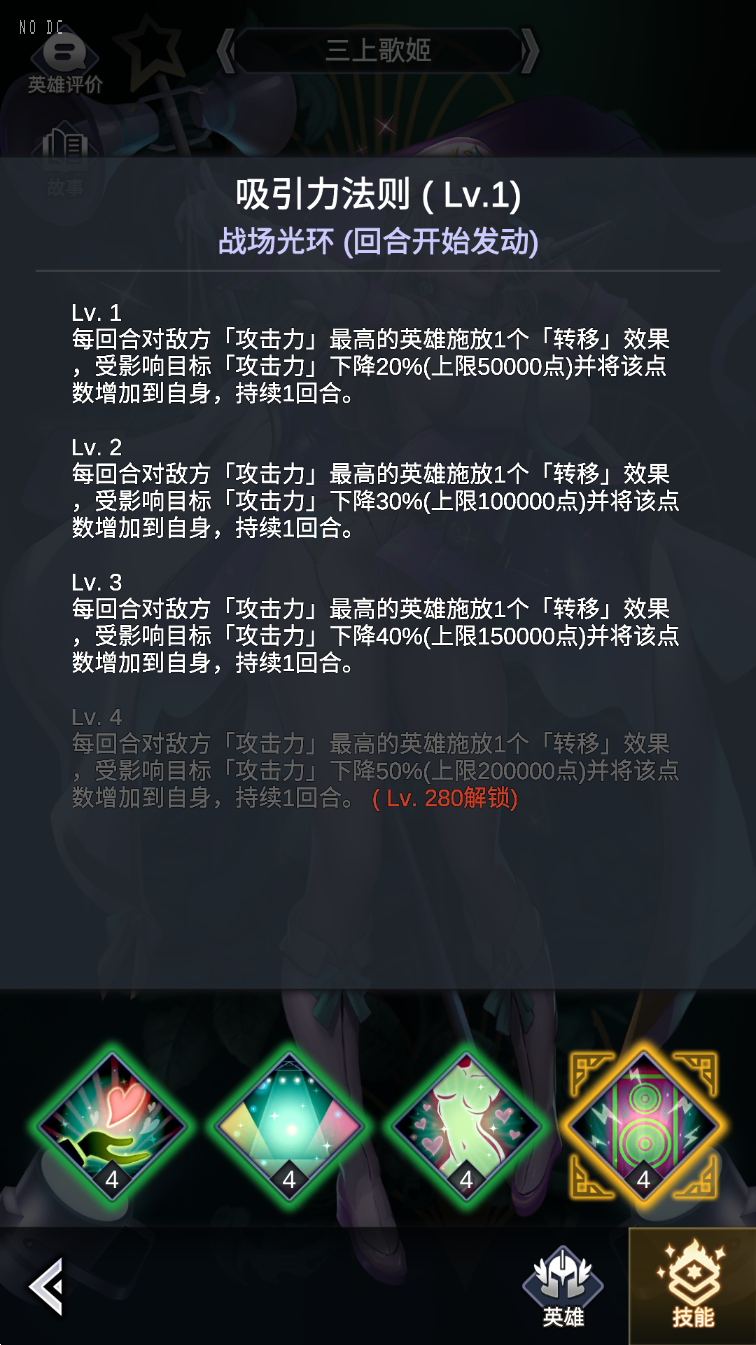 NO DC
三上歌姬
英雄评价
故事
吸引力法则 ( Lv.1)
战场光环 (回合开始发动)
Lv. 1
每回合对敌方「攻击力」最高的英雄施放1个「转移」效果
，受影响目标「攻击力」下降20%(上限50000点)并将该点
数增加到自身，持续1回合。
Lv. 2
每回合对敌方「攻击力」最高的英雄施放1个「转移」效果
，受影响目标「攻击力」下降30%(上限100000点)并将该点
数增加到自身，持续1回合。
Lv. 3
每回合对敌方「攻击力」最高的英雄施放1个「转移」效果
，受影响目标「攻击力」下降40%(上限150000点)并将该点
数增加到自身，持续1回合。
Lv. 4
每回合对敌方「攻击力」最高的英雄施放1个「转移」效果
，受影响目标「攻击力」下降50%(上限200000点)并将该点
数增加到自身，持续1回合。 ( Lv. 280解锁)
4
4
4
4
英雄
技能